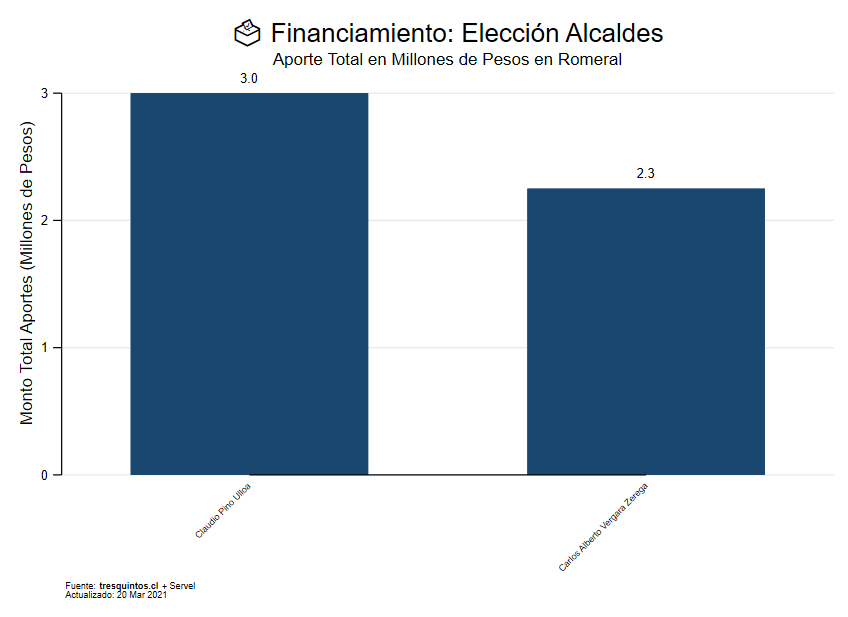 Financiamiento: Elección Alcaldes
Aporte Total en Millones de Pesos en Romeral
Monto Total Aportes (Millones de Pesos)
3
2
1
0
3.0
2.3
Claudio Pino Ulloa
Carlos Alberto Vergara Zerega
Fuente: tresquintos.cl + Servel
Actualizado: 20 Mar 2021